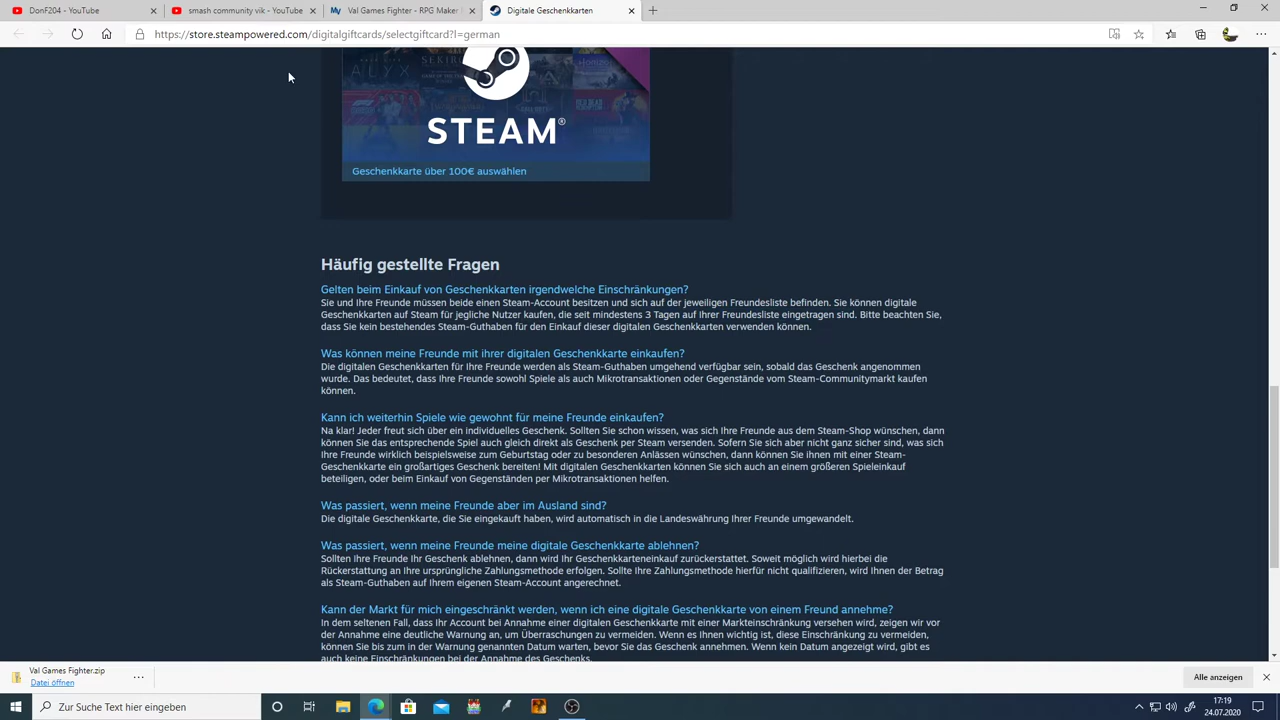 DonF204 - YouTube
smash community vik - YouTube
Val Games Fighter - RPG Maker
Digitale Geschenkkarten
https://store.steampowered.com/digitalgiftcards/selectgiftcard?l=german
STEAM®
Geschenkkarte über 100€ auswählen
Häufig gestellte Fragen
Gelten beim Einkauf von Geschenkkarten irgendwelche Einschränkungen?
Sie und Ihre Freunde müssen beide einen Steam-Account besitzen und sich auf der jeweiligen Freundesliste befinden. Sie können digitale
Geschenkkarten auf Steam für jegliche Nutzer kaufen, die seit mindestens 3 Tagen auf Ihrer Freundesliste eingetragen sind. Bitte beachten Sie,
dass Sie kein bestehendes Steam-Guthaben für den Einkauf dieser digitalen Geschenkkarten verwenden können.
Was können meine Freunde mit ihrer digitalen Geschenkkarte einkaufen?
Die digitalen Geschenkkarten für Ihre Freunde werden als Steam-Guthaben umgehend verfügbar sein, sobald das Geschenk angenommen
wurde. Das bedeutet, dass Ihre Freunde sowohl Spiele als auch Mikrotransaktionen oder Gegenstände vom Steam-Communitymarkt kaufen
können.
Kann ich weiterhin Spiele wie gewohnt für meine Freunde einkaufen?
Na klar! Jeder freut sich über ein individuelles Geschenk. Sollten Sie schon wissen, was sich Ihre Freunde aus dem Steam-Shop wünschen, dann
können Sie das entsprechende Spiel auch gleich direkt als Geschenk per Steam versenden. Sofern Sie sich aber nicht ganz sicher sind, was sich
Ihre Freunde wirklich beispielsweise zum Geburtstag oder zu besonderen Anlässen wünschen, dann können Sie ihnen mit einer Steam-
Geschenkkarte ein großartiges Geschenk bereiten! Mit digitalen Geschenkkarten können Sie sich auch an einem größeren Spieleinkauf
beteiligen, oder beim Einkauf von Gegenständen per Mikrotransaktionen helfen.
Was passiert, wenn meine Freunde aber im Ausland sind?
Die digitale Geschenkkarte, die Sie eingekauft haben, wird automatisch in die Landeswährung Ihrer Freunde umgewandelt.
Was passiert, wenn meine Freunde meine digitale Geschenkkarte ablehnen?
Sollten Ihre Freunde Ihr Geschenk ablehnen, dann wird Ihr Geschenkkarteneinkauf zurückerstattet. Soweit möglich wird hierbei die
Rückerstattung an Ihre ursprüngliche Zahlungsmethode erfolgen. Sollte Ihre Zahlungsmethode hierfür nicht qualifizieren, wird Ihnen der Betrag
als Steam-Guthaben auf Ihrem eigenen Steam-Account angerechnet.
Kann der Markt für mich eingeschränkt werden, wenn ich eine digitale Geschenkkarte von einem Freund annehme?
In dem seltenen Fall, dass Ihr Account bei Annahme einer digitalen Geschenkkarte mit einer Markteinschränkung versehen wird, zeigen wir vor
der Annahme eine deutliche Warnung an, um Überraschungen zu vermeiden. Wenn es Ihnen wichtig ist, diese Einschränkung zu vermeiden,
können Sie bis zum in der Warnung genannten Datum warten, bevor Sie das Geschenk annehmen. Wenn kein Datum angezeigt wird, gibt es
auch keine Einschränkungen bei der Annahme des Geschenks.
Val Games Fighter.zip
Datei öffnen
Alle anzeigen
Zur Suche Text hier eingeben
17:19
24.07.2020